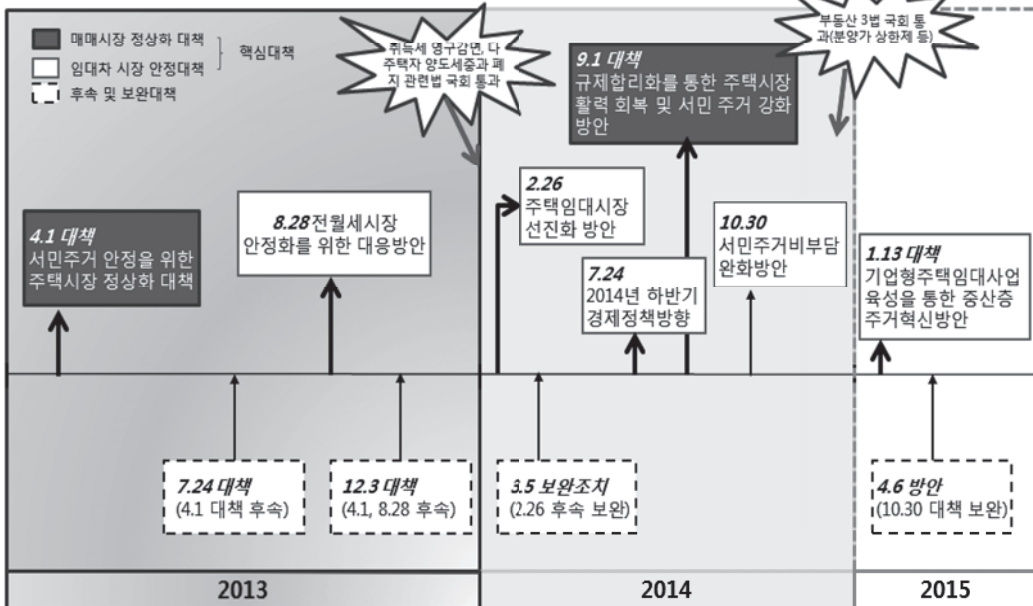 매매시장 정상화 대책
임대차 시장 안정대책
핵심대책
후속 및 보완대책
취득세 영구감면, 다
주택자 양도세중과 폐
지 관련법 국회 통과
부동산 3법 국회 통
과(분양가 상한제 등)
4.1 대책
서민주거 안정을 위한
주택시장 정상화 대책
8.28전월세시장
안정화를 위한 대응방안
2.26
주택임대시장
선진화 방안
9.1 대책
규제합리화를 통한 주택시장
활력 회복 및 서민 주거 강화
방안
7.24
2014년 하반기
경제정책방향
10.30
서민주거비부담
완화방안
1.13 대책
기업형주택임대사업
육성을 통한 중산층
주거혁신방안
7.24 대책
(4.1 대책 후속)
12.3 대책
(4.1, 8.28 후속)
3.5 보완조치
(2.26 후속 보완)
4.6 방안
(10.30 대책 보완)
2013
2014
2015